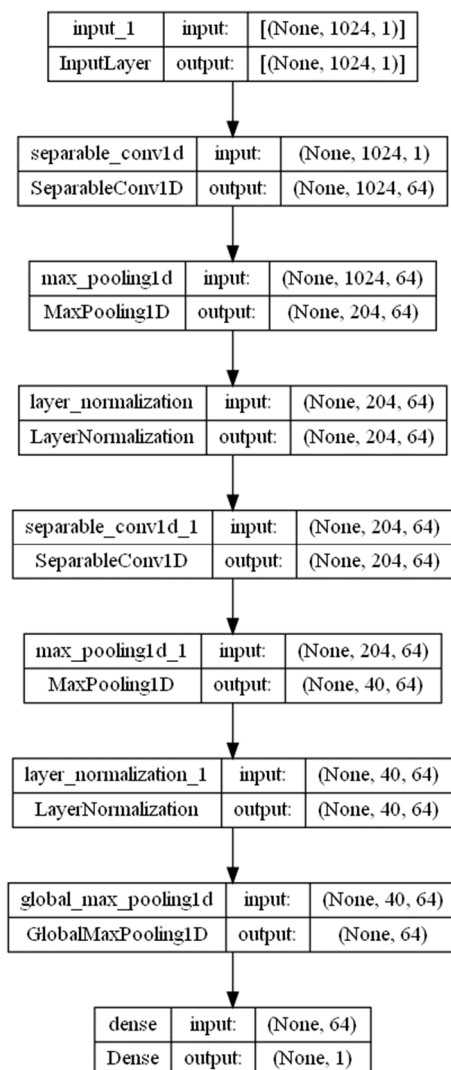 input_1 input: [(None, 1024, 1)]
InputLayer output: [(None, 1024, 1)]
separable_conv1d input: (None, 1024, 1)
SeparableConv1D output: (None, 1024, 64)
max_pooling1d input: (None, 1024, 64)
MaxPooling1D output: (None, 204, 64)
layer_normalization input: (None, 204, 64)
LayerNormalization output: (None, 204, 64)
separable_conv1d_1 input: (None, 204, 64)
SeparableConv1D output: (None, 204, 64)
max_pooling1d_1 input: (None, 204, 64)
MaxPooling1D output: (None, 40, 64)
layer_normalization_1 input: (None, 40, 64)
LayerNormalization output: (None, 40, 64)
global_max_pooling1d input: (None, 40, 64)
GlobalMaxPooling1D output: (None, 64)
dense input: (None, 64)
Dense output: (None, 1)